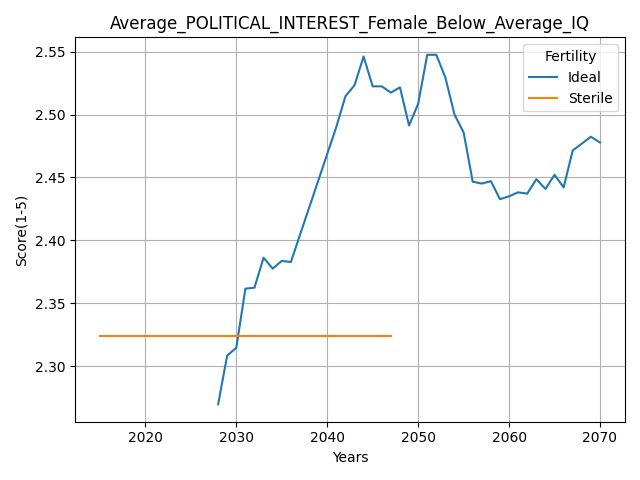 Average_POLITICAL_INTEREST_Female_Below_Average_IQ
Fertility
Ideal
Sterile
Score(1-5)
2.55
2.50
2.45
2.40
2.35
2.30
2020 2030 2040 2050 2060 2070
Years